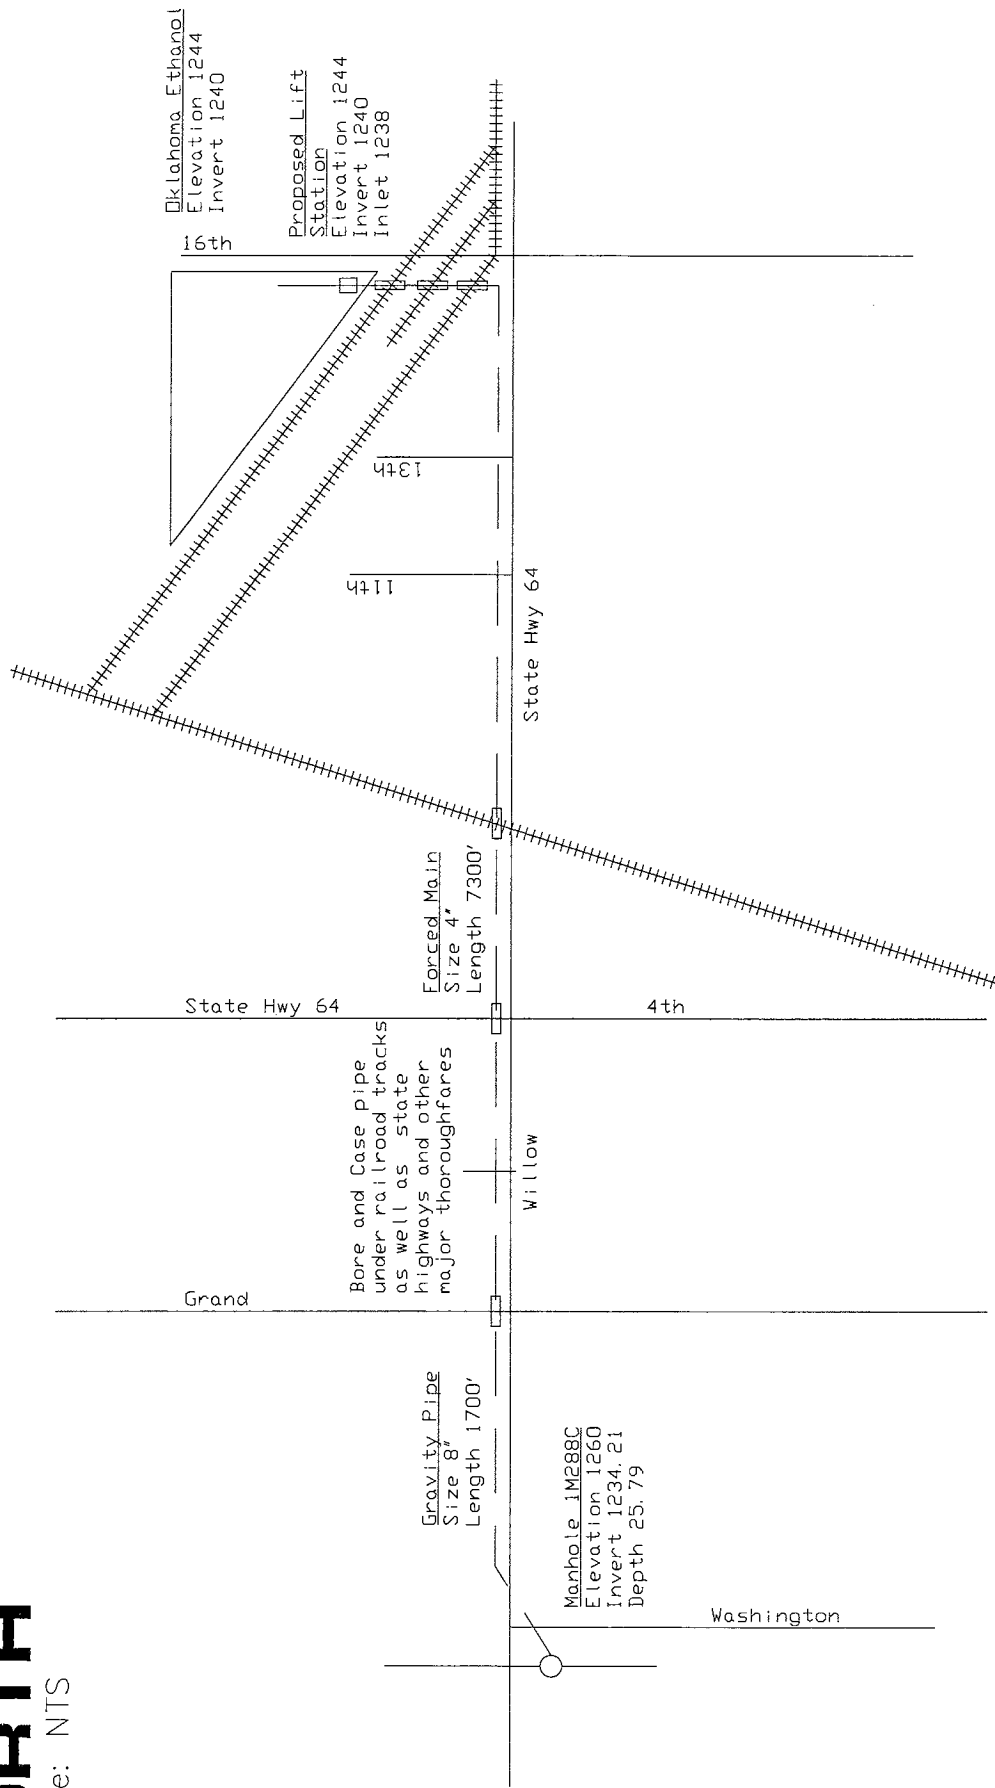 Oklahoma Ethanol
Elevation 1244
Invert 1240
Proposed Lift
Station
Elevation 1244
Invert 1240
Inlet 1238
16th
13th
11th
State Hwy 64
Forced Main
Size 4"
Length 7300'
State Hwy 64
4th
Bore and Case pipe
under railroad tracks
as well as state
highways and other
major thoroughfares
Willow
Grand
Gravity Pipe
Size 8"
Length 1700'
Manhole 1M288C
Elevation 1260
Invert 1234.21
Depth 25.79
Washington
NTS